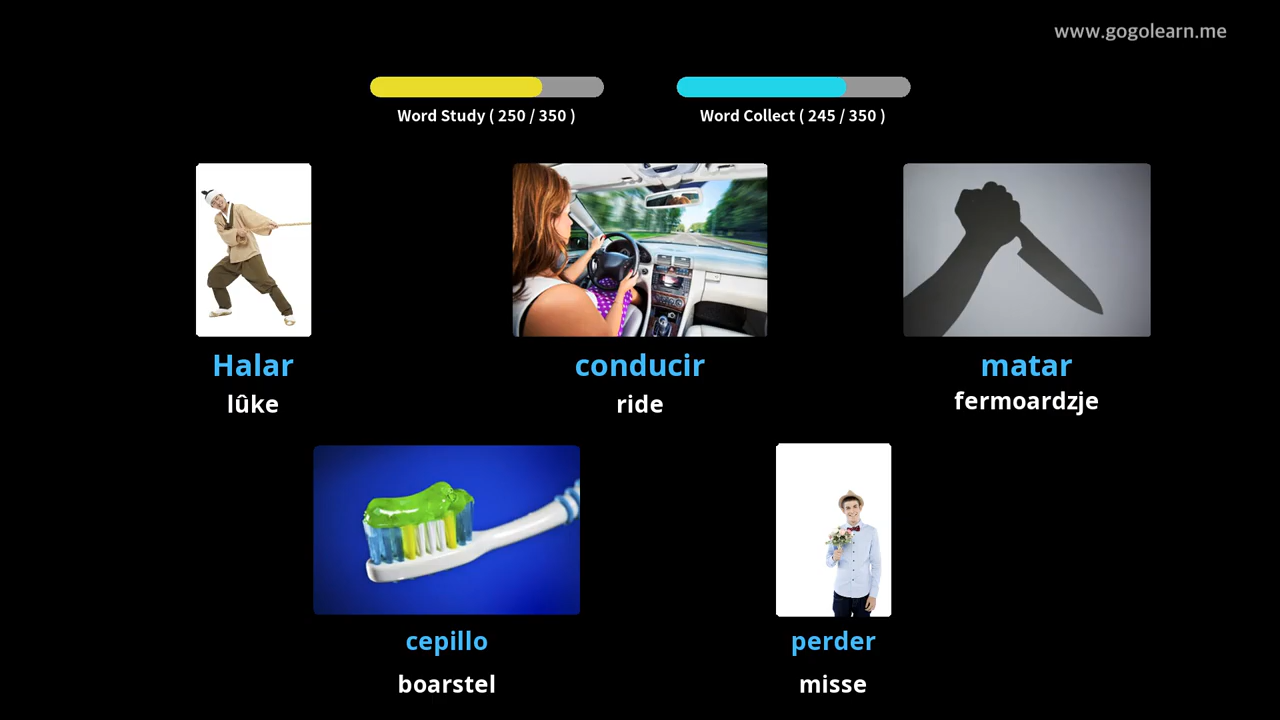 www.gogolearn.me
Word Study ( 250 / 350 )
Word Collect ( 245 / 350 )
Halar
lûke
conducir
ride
matar
fermoardzje
cepillo
boarstel
perder
misse